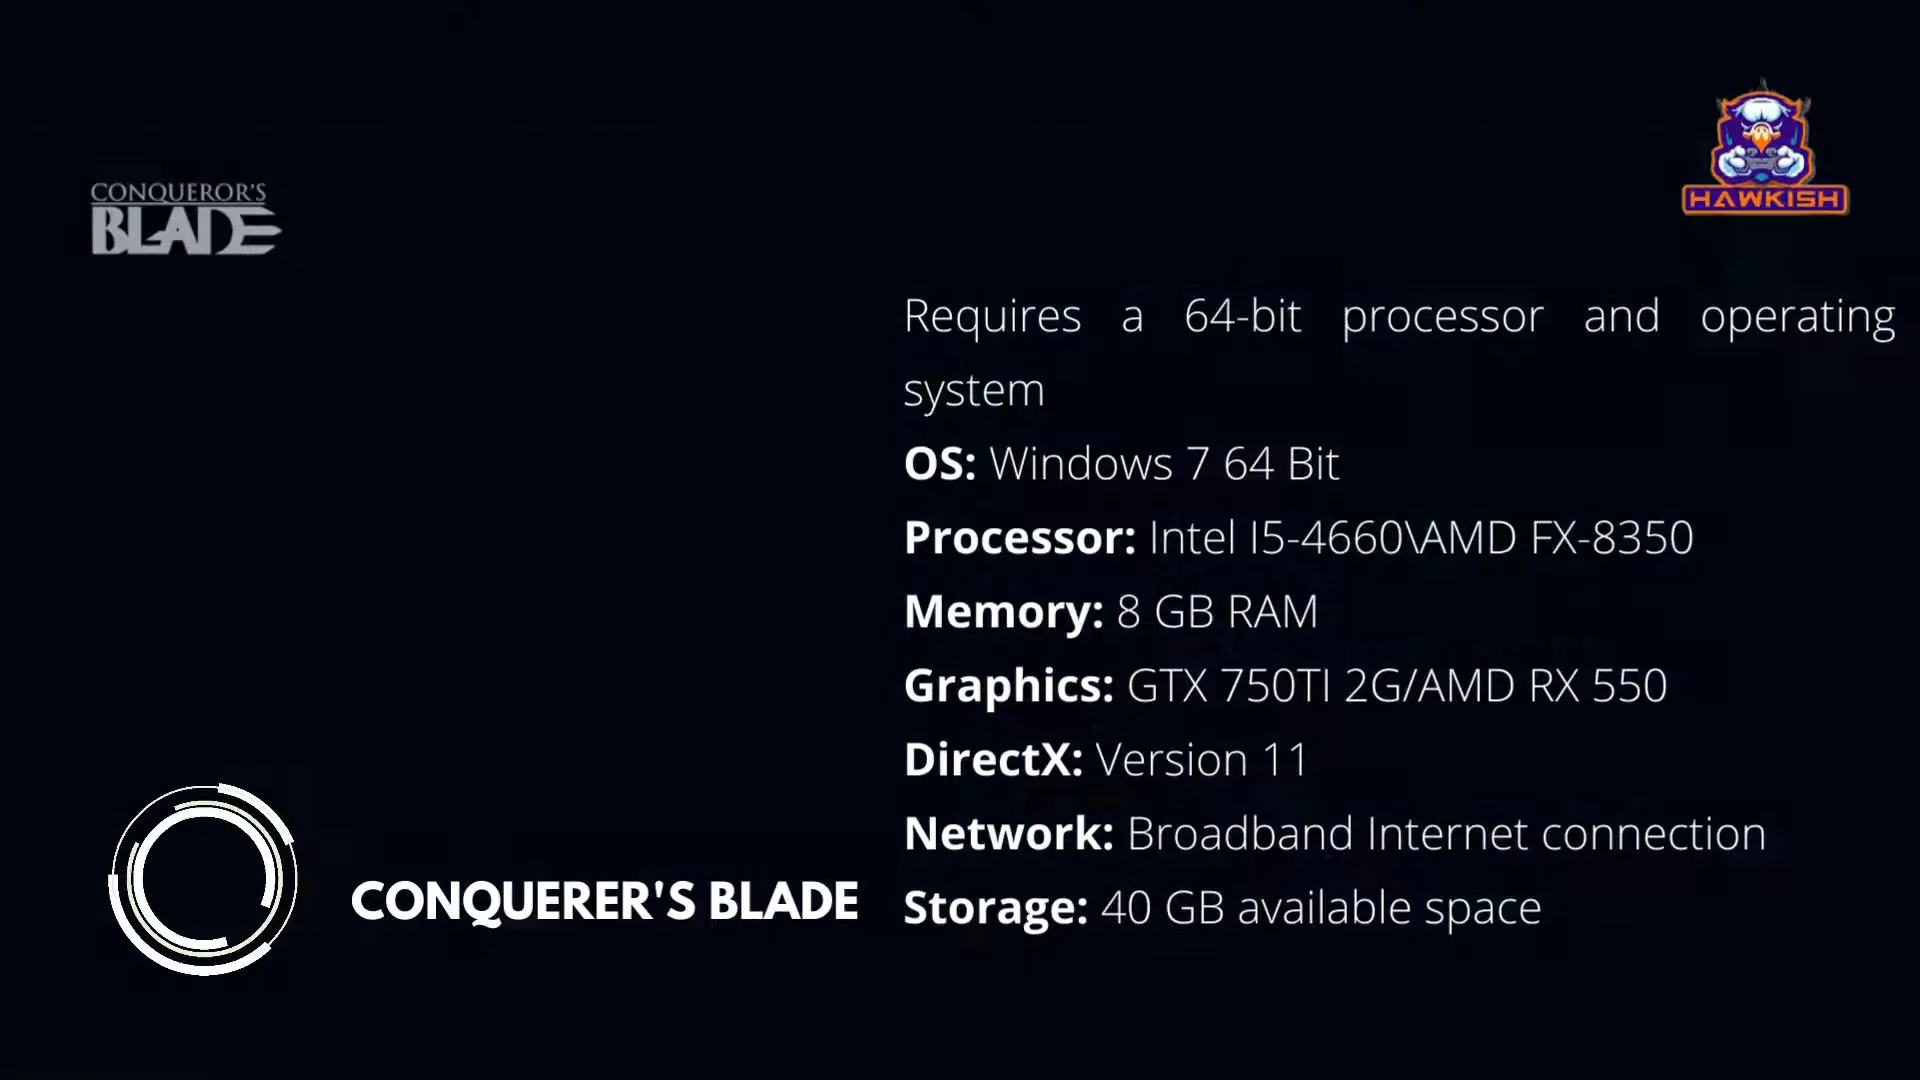 CONQUEROR'S
BLADE
HAWKISH
Requires a 64-bit processor and operating
system
OS: Windows 7 64 Bit
Processor: Intel I5-4660\AMD FX-8350
Memory: 8 GB RAM
Graphics: GTX 750TI 2G/AMD RX 550
DirectX: Version 11
Network: Broadband Internet connection
Storage: 40 GB available space
CONQUERER'S BLADE